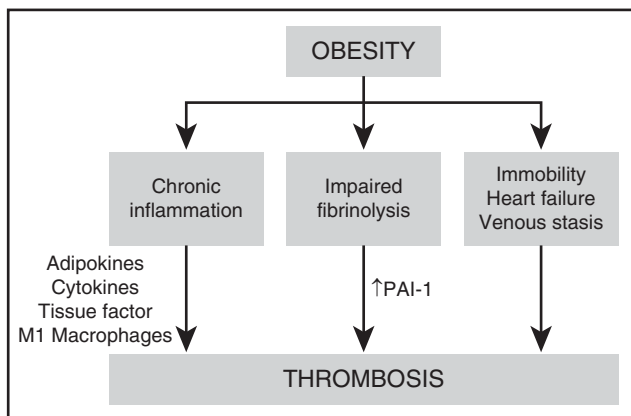 OBESITY
Chronic
inflammation
Impaired
fibrinolysis
Immobility
Heart failure
Venous stasis
Adipokines
Cytokines
Tissue factor
M1 Macrophages
↑PAI-1
THROMBOSIS